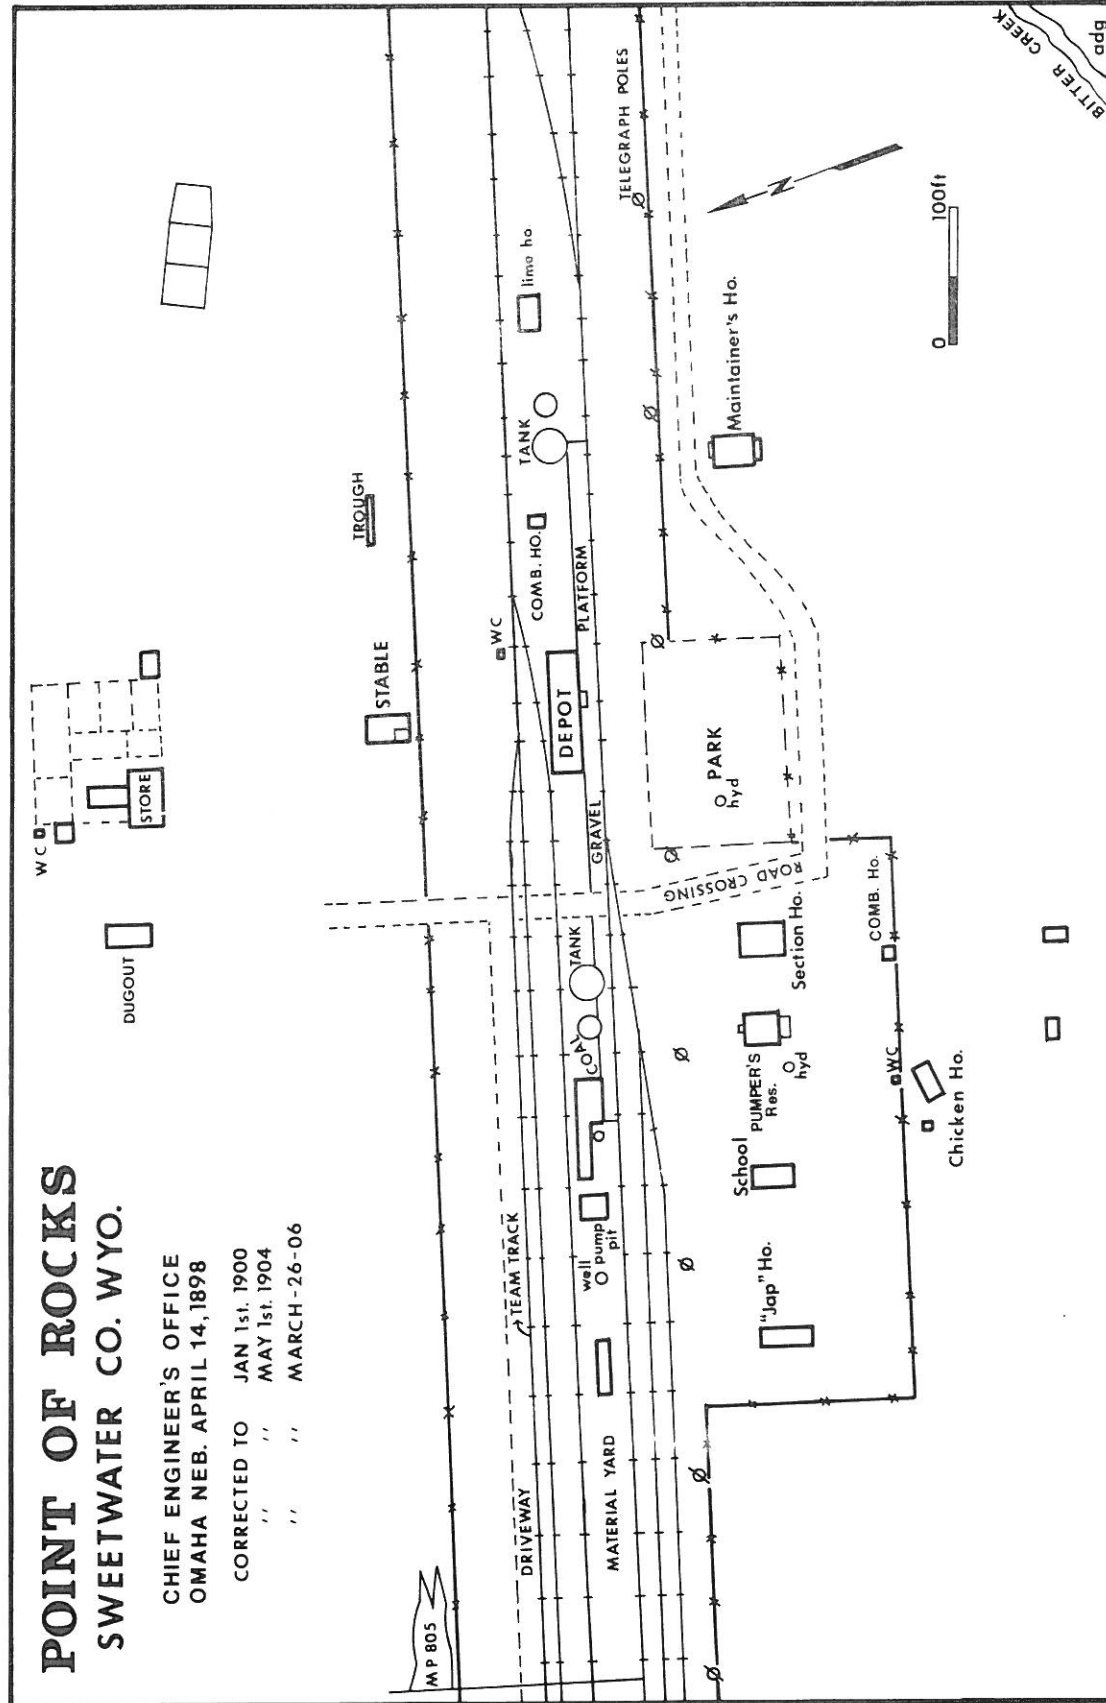 POINT OF ROCKS
SWEETWATER CO. WYO.
CHIEF ENGINEER'S OFFICE
OMAHA NEB. APRIL 14, 1898
CORRECTED TO JAN 1st. 1900
" " MAY 1st. 1904
" " MARCH-26-06
MP 805
WC
STORE
DUGOUT
STABLE
TROUGH
DRIVEWAY
TEAM TRACK
WC
COMB. HO.
TANK
lime ho
MATERIAL YARD
well
pump
pit
COAL
O
TANK
GRAVEL
DEPOT
PLATFORM
TELEGRAPH POLES
ROAD CROSSING
PARK
hyd
"Jap" Ho.
School
PUMPER'S
Res.
hyd
Section Ho.
Maintainer's Ho.
COMB. Ho.
WC
Chicken Ho.
N
0 100ft
BITTER CREEK
adg